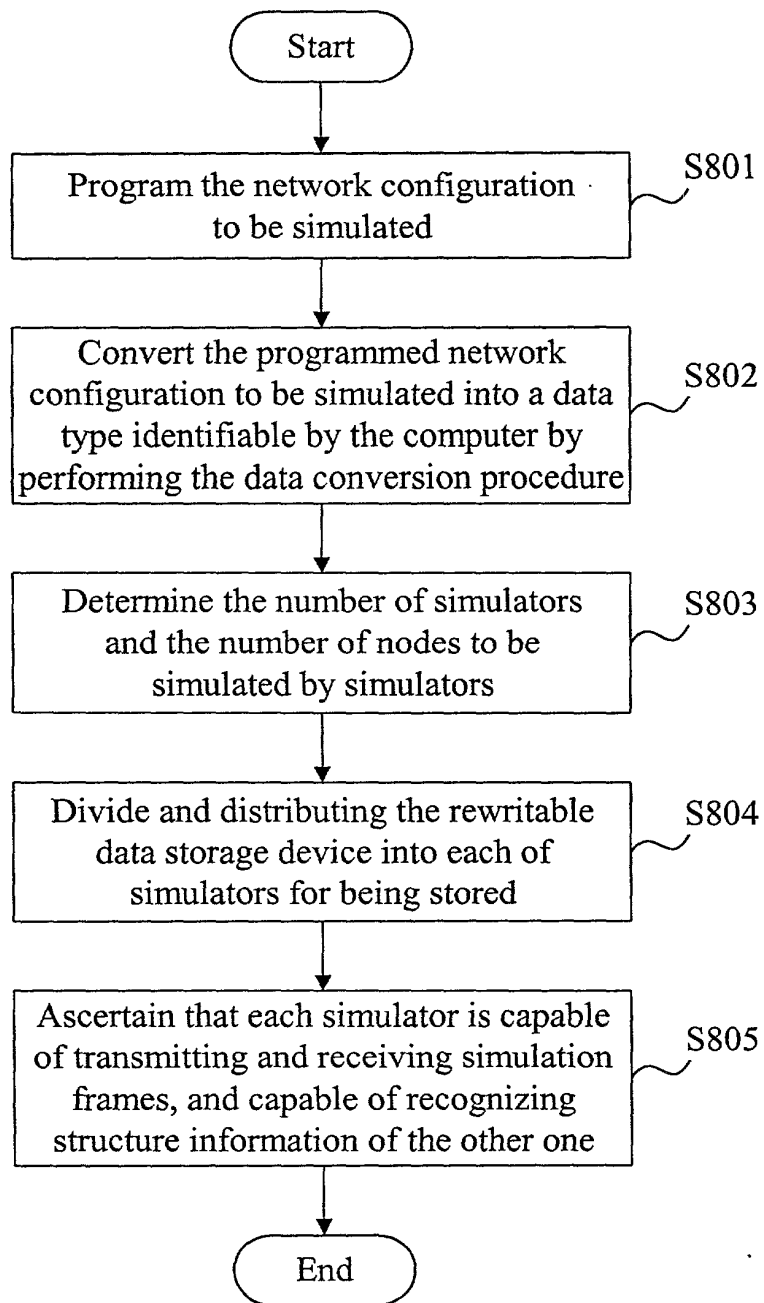 Start
Program the network configuration
to be simulated
S801
Convert the programmed network
configuration to be simulated into a data
type identifiable by the computer by
performing the data conversion procedure
S802
Determine the number of simulators
and the number of nodes to be
simulated by simulators
S803
Divide and distributing the rewritable
data storage device into each of
simulators for being stored
S804
Ascertain that each simulator is capable
of transmitting and receiving simulation
frames, and capable of recognizing
structure information of the other one
S805
End